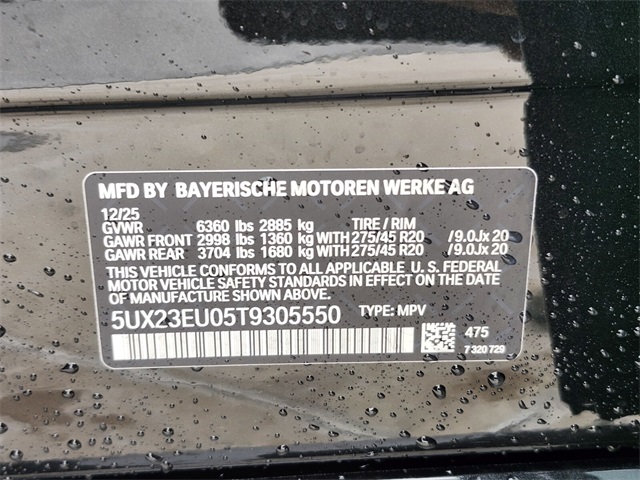 MFD BY BAYERISCHE MOTOREN WERKE AG
12/25
GVWR 6360 lbs 2885 kg TIRE / RIM
GAWR FRONT 2998 lbs 1360 kg WITH 275/45 R20 /9.0Jx 20
GAWR REAR 3704 lbs 1680 kg WITH 275/45 R20 /9.0Jx 20
THIS VEHICLE CONFORMS TO ALL APPLICABLE U. S. FEDERAL
MOTOR VEHICLE SAFETY STANDARDS IN EFFECT ON THE DATE
OF MANUFACTURE SHOWN ABOVE.
5UX23EU05T9305550 TYPE: MPV
475
7 320 729